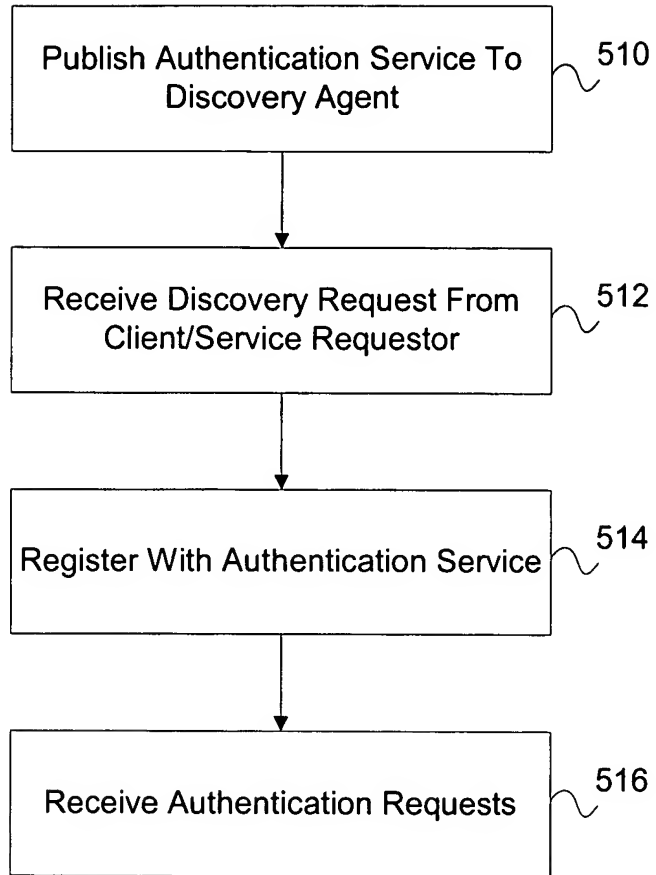 Publish Authentication Service To
Discovery Agent
510
Receive Discovery Request From
Client/Service Requestor
512
Register With Authentication Service
514
Receive Authentication Requests
516